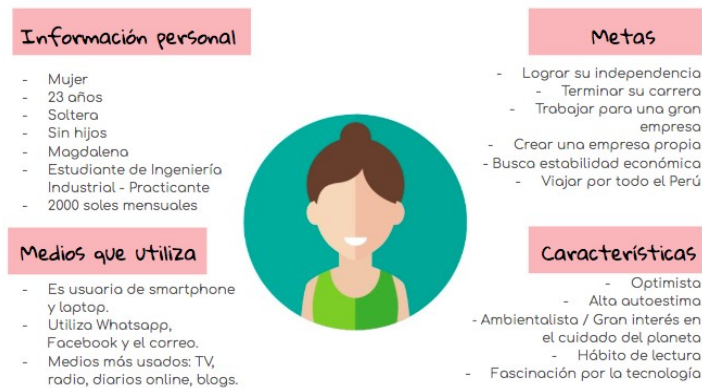 Información personal
- Mujer
- 23 años
- Soltera
- Sin hijos
- Magdalena
- Estudiante de Ingeniería
Industrial - Practicante
- 2000 soles mensuales
Medios que utiliza
- Es usuaria de smartphone
y laptop.
- Utiliza Whatsapp,
Facebook y el correo.
- Medios más usados: TV,
radio, diarios online, blogs.
Metas
- Lograr su independencia
- Terminar su carrera
- Trabajar para una gran
empresa
- Crear una empresa propia
- Busca estabilidad económica
- Viajar por todo el Perú
Características
- Optimista
- Alta autoestima
- Ambientalista / Gran interés en
el cuidado del planeta
- Hábito de lectura
- Fascinación por la tecnología